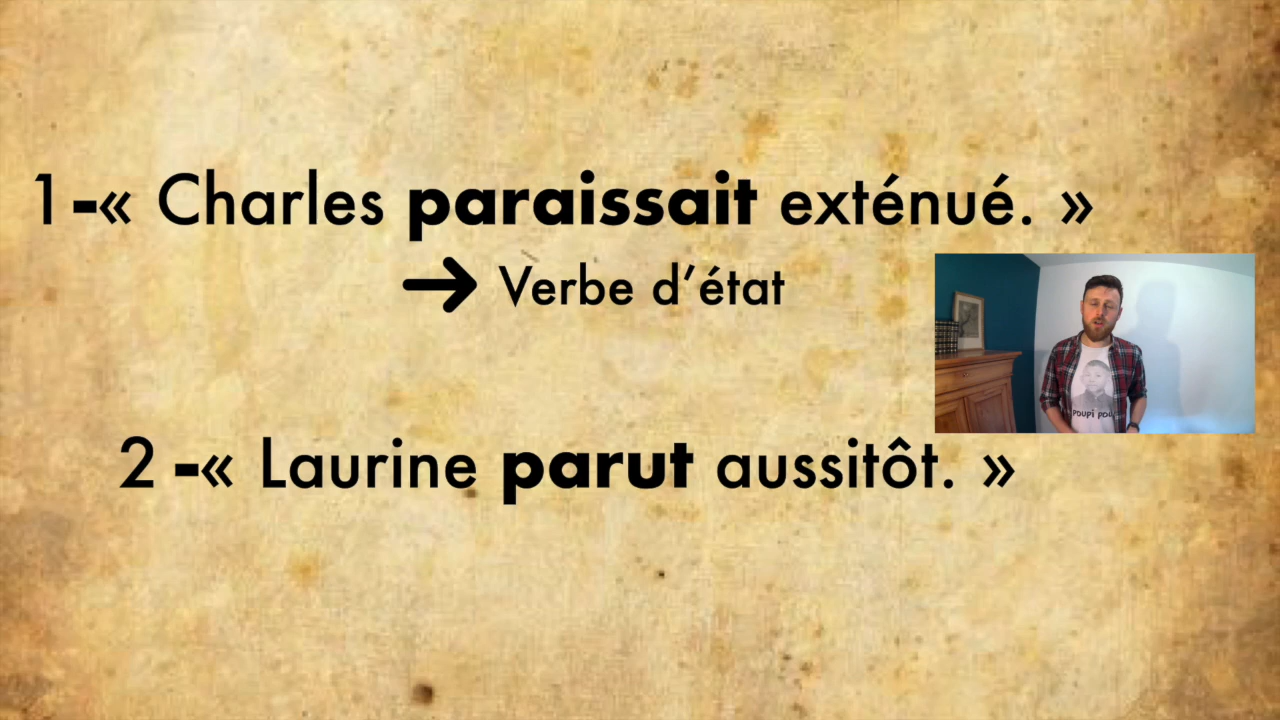 1-« Charles paraissait exténué. »
→ Verbe d’état
2 -« Laurine parut aussitôt. »